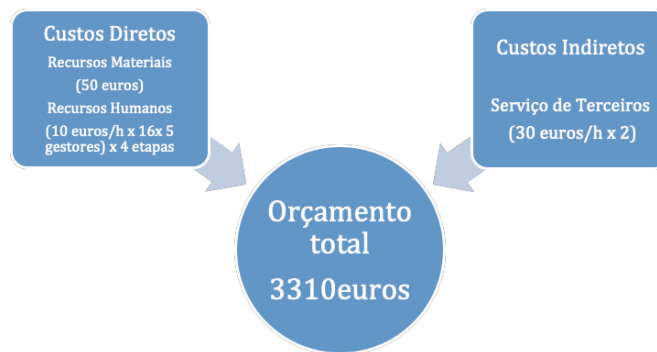 Custos Diretos
Recursos Materiais
(50 euros)
Recursos Humanos
(10 euros/h x 16x 5
gestores) x 4 etapas
Custos Indiretos
Serviço de Terceiros
(30 euros/h x 2)
Orçamento
total
3310euros